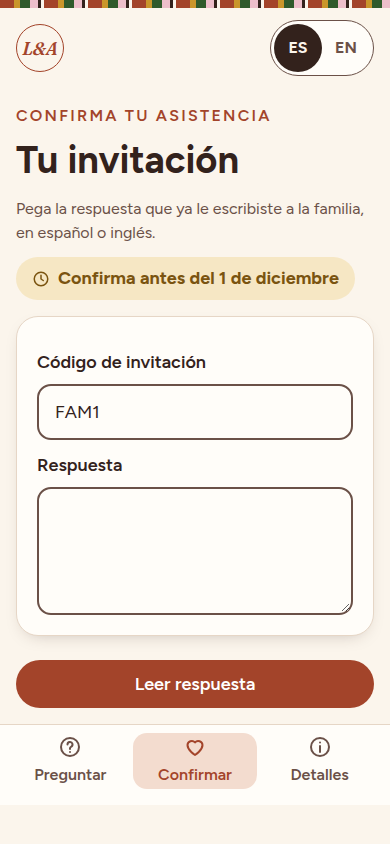 L&A
ES
EN
CONFIRMA TU ASISTENCIA
Tu invitación
Pega la respuesta que ya le escribiste a la familia,
en español o inglés.
Confirma antes del 1 de diciembre
Código de invitación
FAM1
Respuesta
Leer respuesta
Preguntar
Confirmar
Detalles